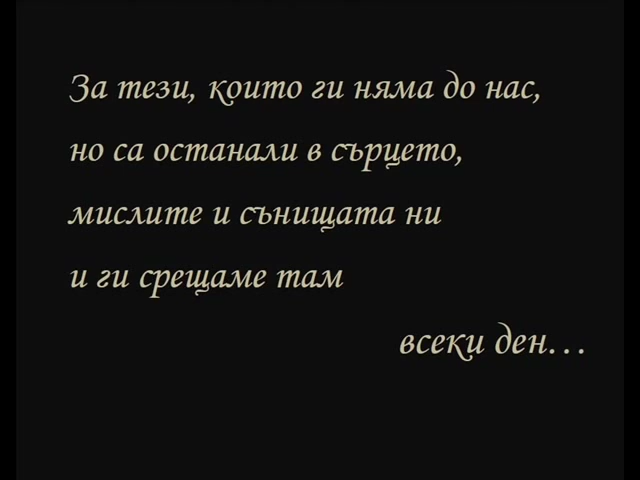 За тези, които ги няма до нас,
но са останали в сърцето,
мислите и сънищата ни
и ги срещаме там
всеки ден...